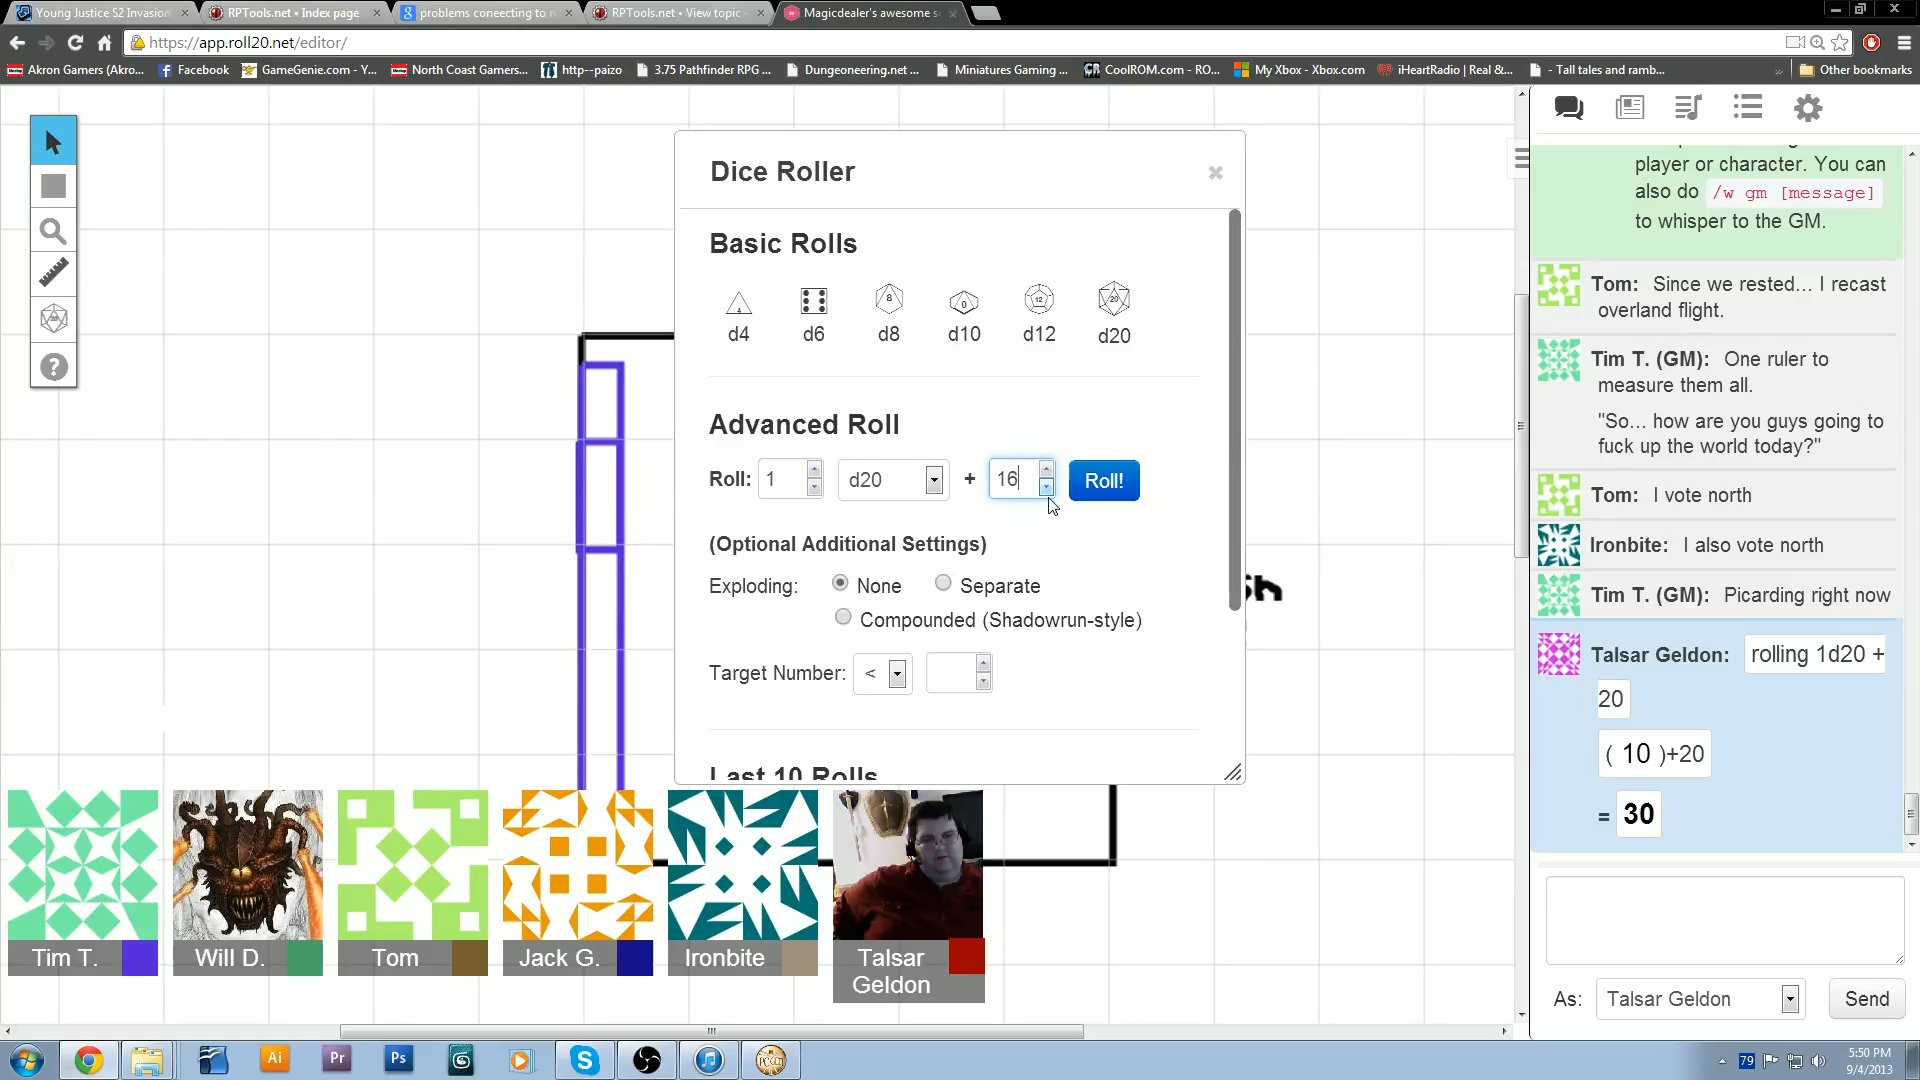 Young Justice S2 Invasion
RPTools.net • Index page
problems coneecting to
RPTools.net • View topic
Magicdealer's awesome s
https://app.roll20.net/editor/
Akron Gamers (Akro...
Facebook
GameGenie.com - Y...
North Coast Gamers...
http--paizo
3.75 Pathfinder RPG ...
Dungeoneering.net ...
Miniatures Gaming ...
CoolROM.com - RO...
My Xbox - Xbox.com
iHeartRadio | Real &...
- Tall tales and ramb...
Other bookmarks
Dice Roller
Basic Rolls
4
8
0
12
20
d4
d6
d8
d10
d12
d20
Advanced Roll
Roll: 1 d20 + 16 Roll!
(Optional Additional Settings)
Exploding: None Separate
Compounded (Shadowrun-style)
Target Number: <
Last 10 Rolls
sh
player or character. You can
also do /w gm [message]
to whisper to the GM.
Tom: Since we rested... I recast
overland flight.
Tim T. (GM): One ruler to
measure them all.
"So... how are you guys going to
fuck up the world today?"
Tom: I vote north
Ironbite: I also vote north
Tim T. (GM): Picarding right now
Talsar Geldon: rolling 1d20 +
20
( 10 )+20
= 30
As: Talsar Geldon Send
Tim T.
Will D.
Tom
Jack G.
Ironbite
Talsar
Geldon
Ai
Pr
Ps
79
5:50 PM
9/4/2013